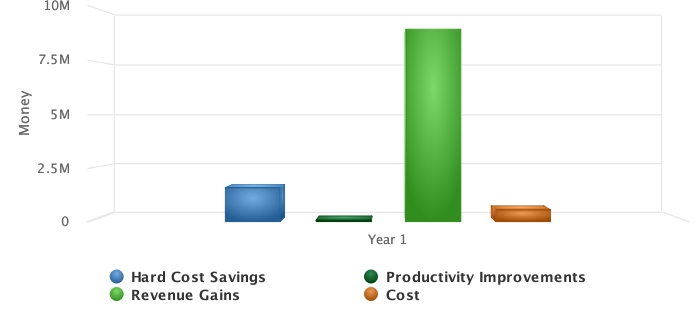 10M
7.5M
5M
2.5M
0
Money
Year 1
Hard Cost Savings
Productivity Improvements
Revenue Gains
Cost